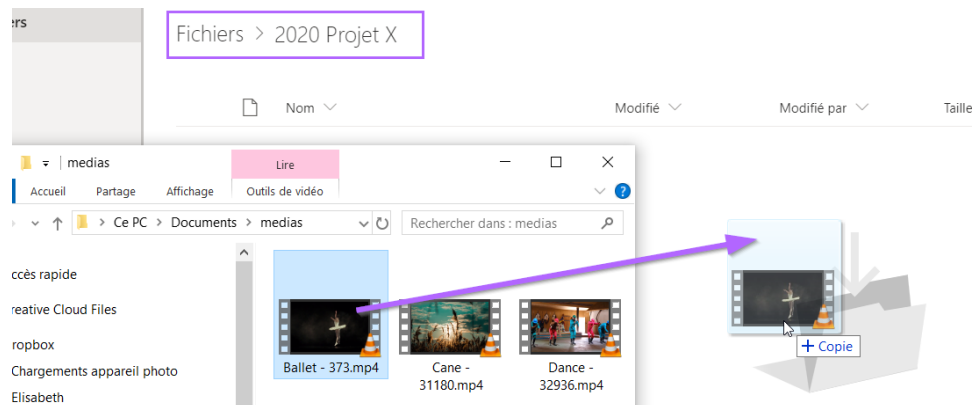 ers
Fichiers > 2020 Projet X
Nom
Modifié
Modifié par
Taille
medias
Lire
Accueil
Partage
Affichage
Outils de vidéo
?
> Ce PC > Documents > medias
Rechercher dans : medias
ccès rapide
reative Cloud Files
ropbox
Chargements appareil photo
Elisabeth
Ballet - 373.mp4
Cane -
31180.mp4
Dance -
32936.mp4
+ Copie